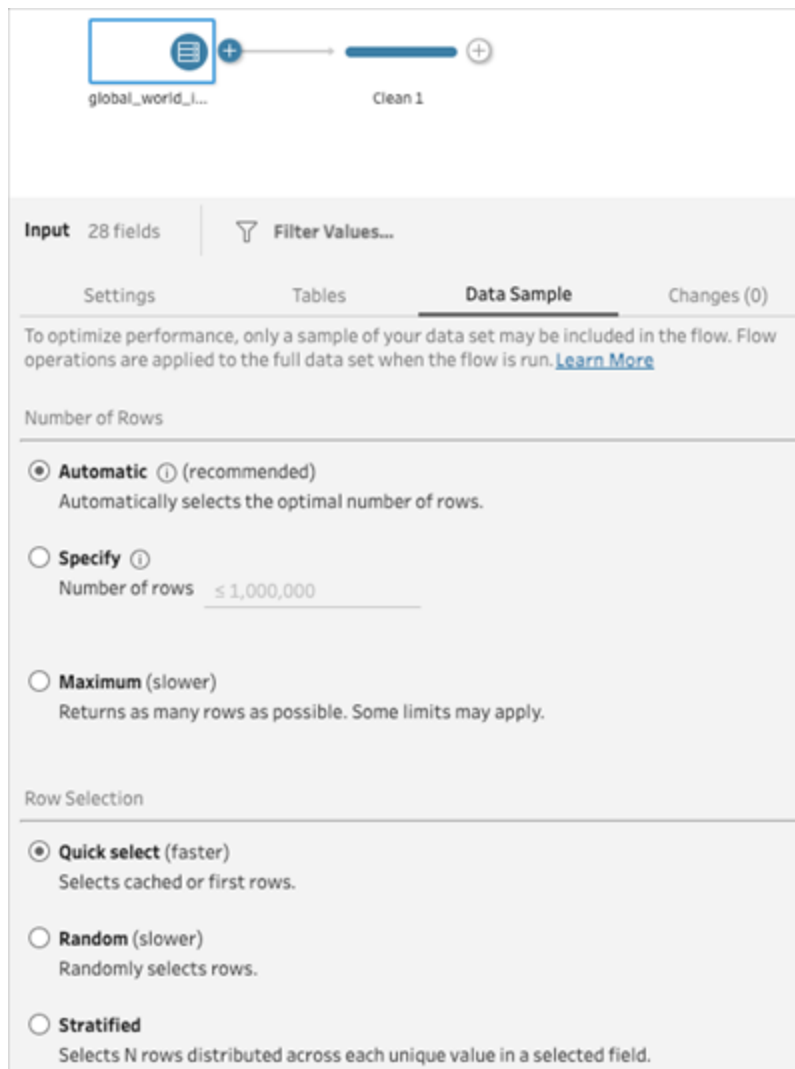 global_world_i...
Clean 1
Input 28 fields Filter Values...
Settings Tables Data Sample Changes (0)
To optimize performance, only a sample of your data set may be included in the flow. Flow
operations are applied to the full data set when the flow is run. Learn More
Number of Rows
Automatic (recommended)
Automatically selects the optimal number of rows.
Specify
Number of rows ≤ 1,000,000
Maximum (slower)
Returns as many rows as possible. Some limits may apply.
Row Selection
Quick select (faster)
Selects cached or first rows.
Random (slower)
Randomly selects rows.
Stratified
Selects N rows distributed across each unique value in a selected field.